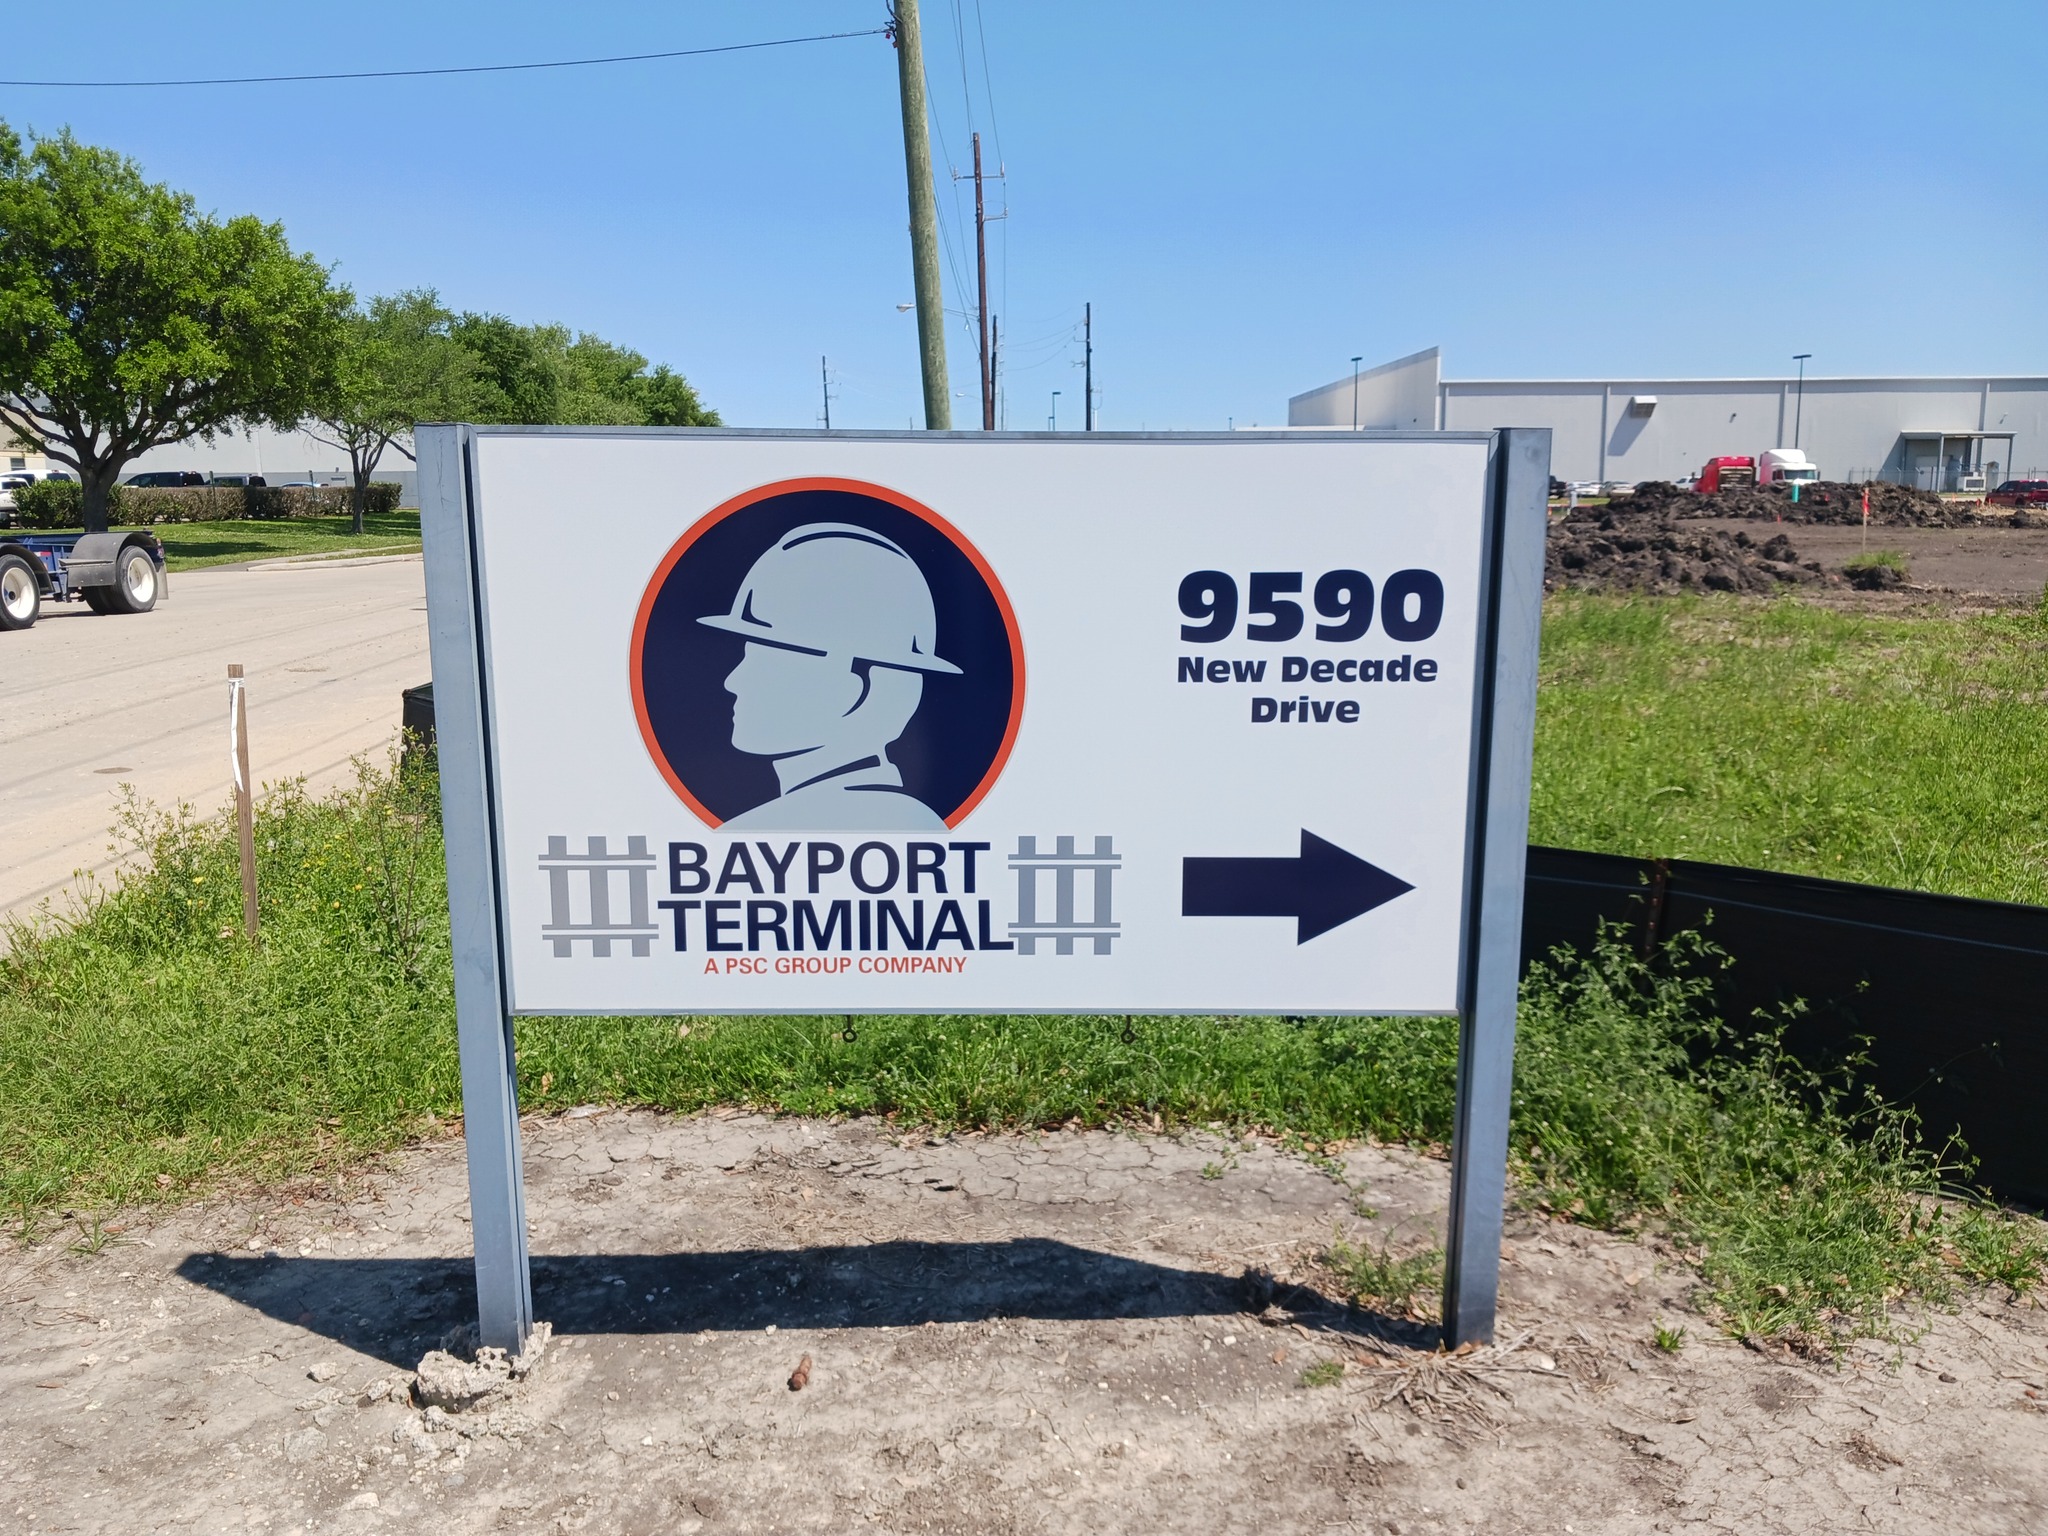 BAYPORT
TERMINAL
A PSC GROUP COMPANY
9590
New Decade
Drive